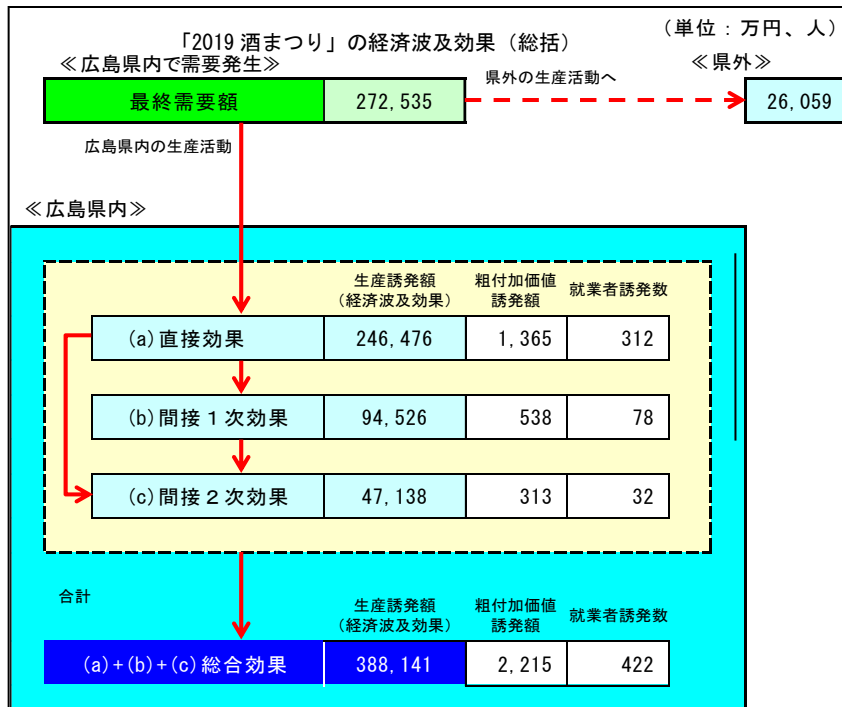 「2019 酒まつり」の経済波及効果（総括）
（単位：万円、人）
≪広島県内で需要発生≫
≪県外≫
最終需要額 272,535
県外の生産活動へ
26,059
広島県内の生産活動
≪広島県内≫
生産誘発額
（経済波及効果）
粗付加価値
誘発額
就業者誘発数
(a)直接効果 246,476 1,365 312
(b)間接１次効果 94,526 538 78
(c)間接２次効果 47,138 313 32
合計
生産誘発額
（経済波及効果）
粗付加価値
誘発額
就業者誘発数
(a)+(b)+(c)総合効果 388,141 2,215 422